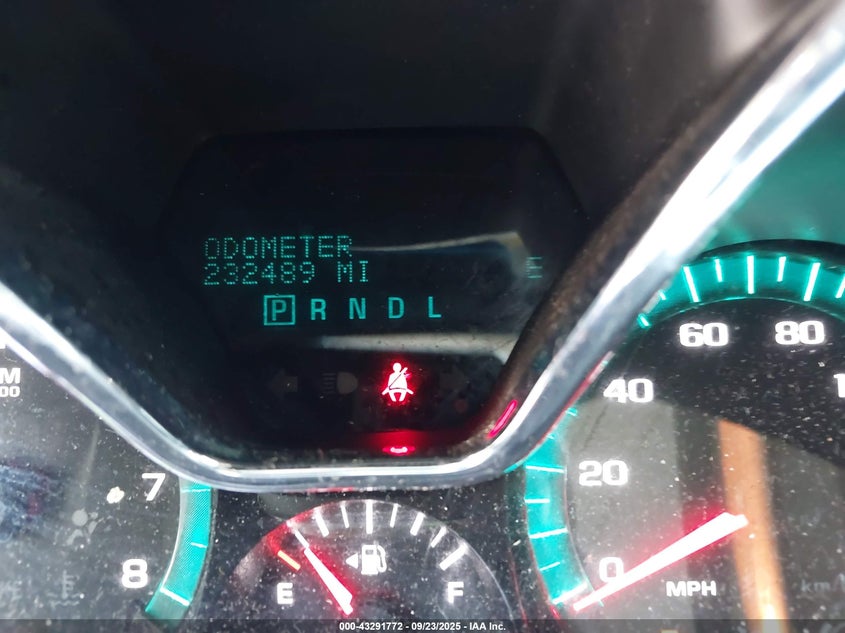 ODOMETER
232489 MI
E
P R N D L
60 80
40
20
0
MPH
7
8
E F
000-43291772 - 09/23/2025 - IAA Inc.